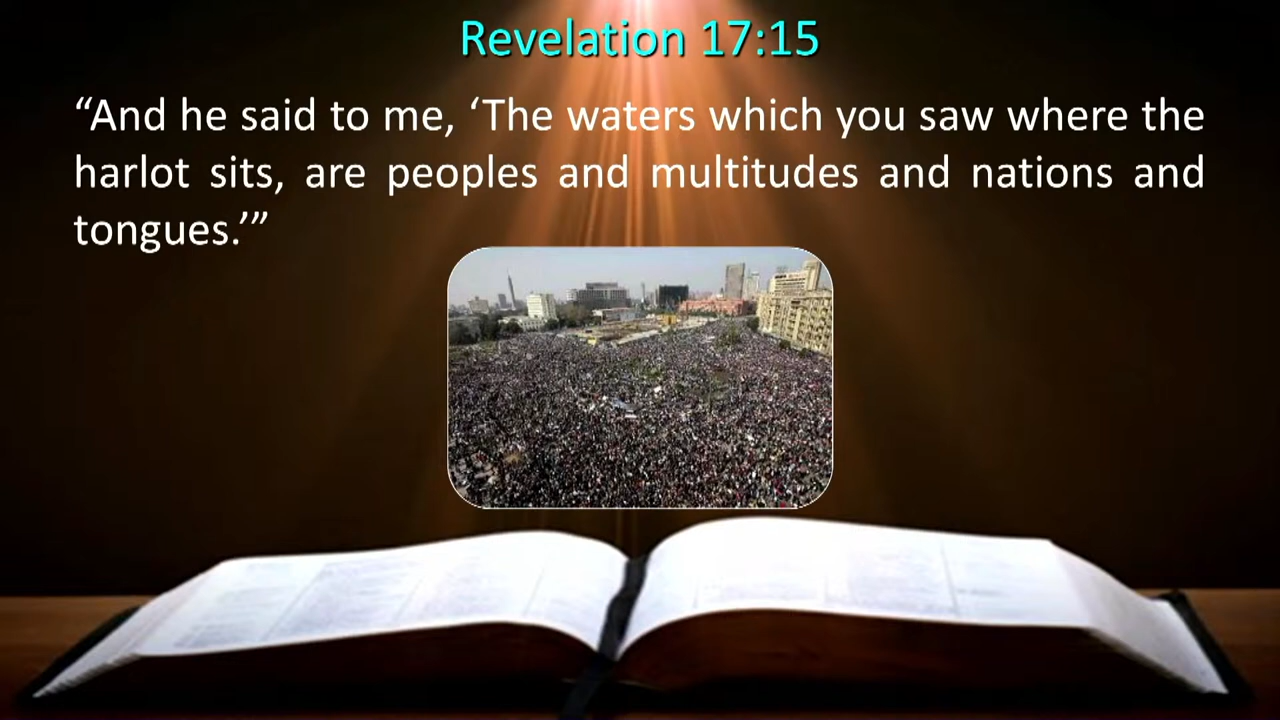 Revelation 17:15
“And he said to me, ‘The waters which you saw where the
harlot sits, are peoples and multitudes and nations and
tongues.’”